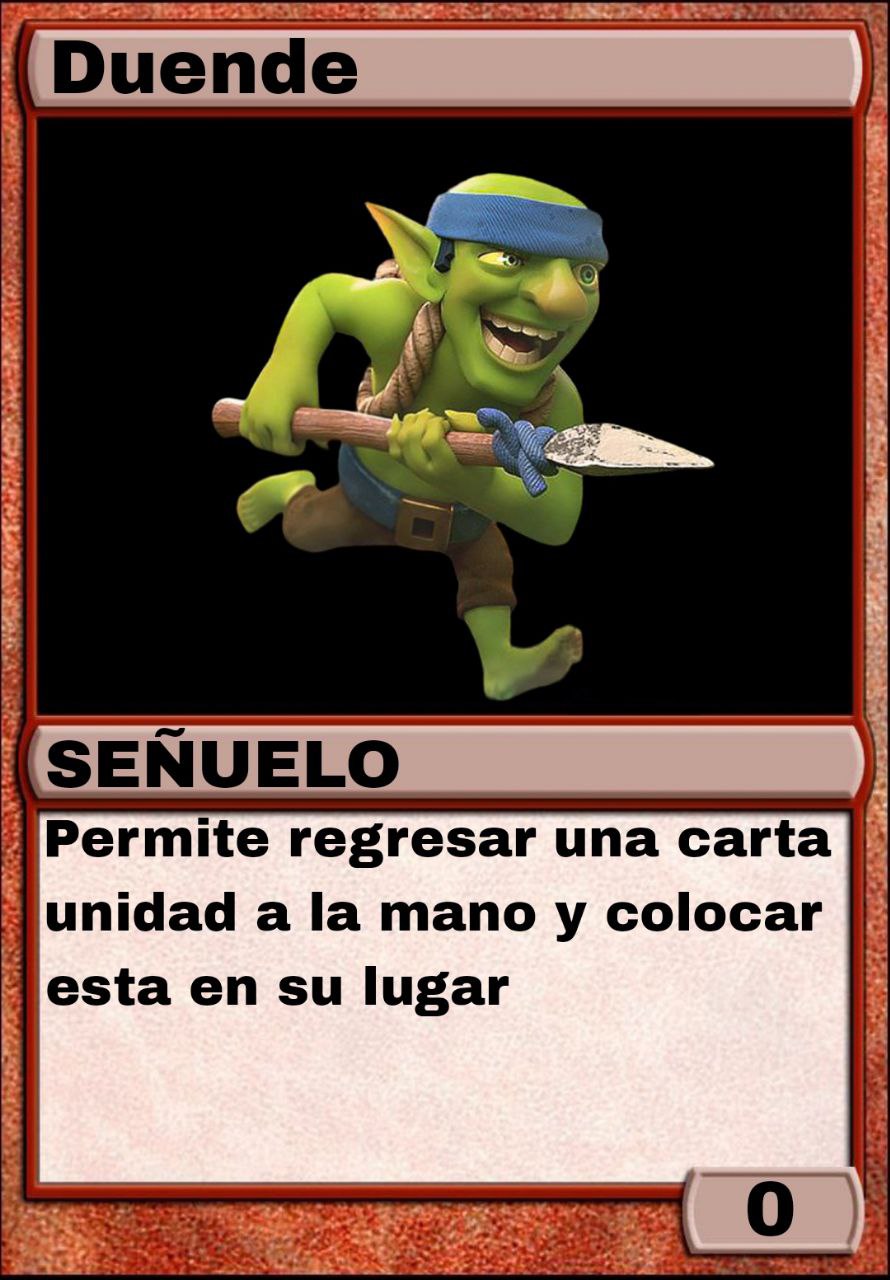 Duende
SEÑUELO
Permite regresar una carta
unidad a la mano y colocar
esta en su lugar
0